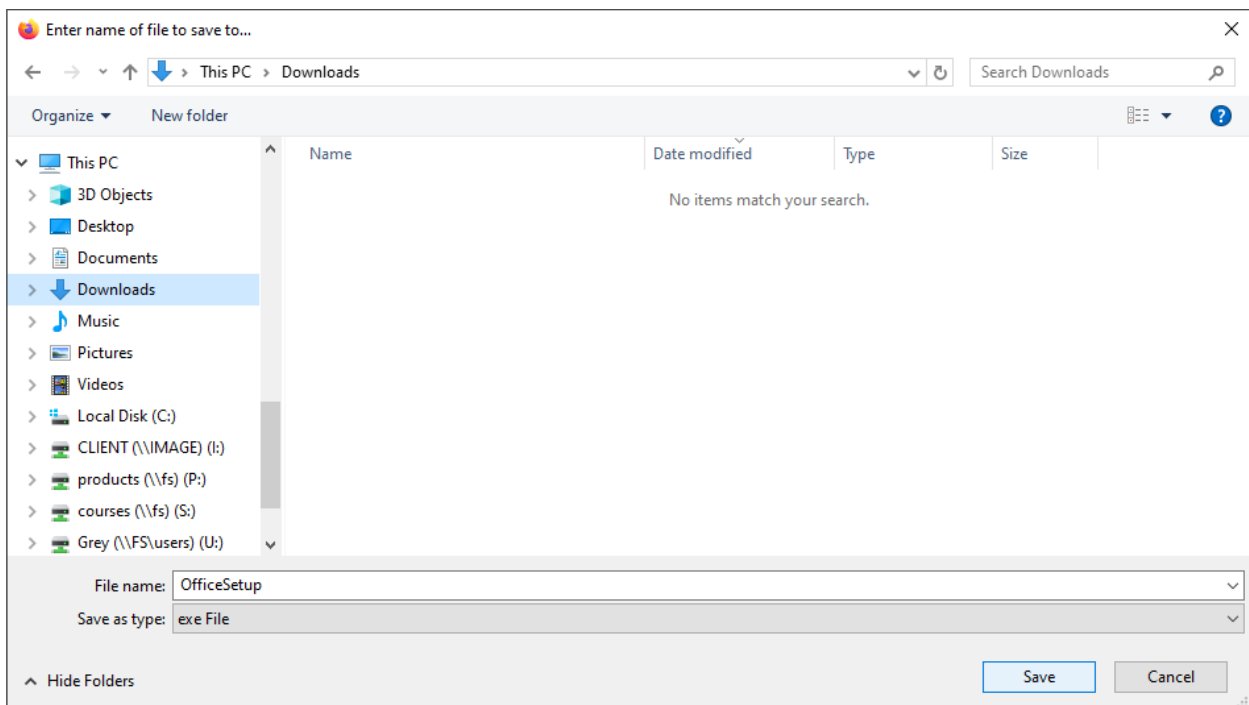 Enter name of file to save to...
This PC > Downloads
Search Downloads
Organize
New folder
?
Name
Date modified
Type
Size
No items match your search.
This PC
3D Objects
Desktop
Documents
Downloads
Music
Pictures
Videos
Local Disk (C:)
CLIENT (\\IMAGE) (I:)
products (\\fs) (P:)
courses (\\fs) (S:)
Grey (\\FS\users) (U:)
File name: OfficeSetup
Save as type: exe File
Hide Folders
Save
Cancel